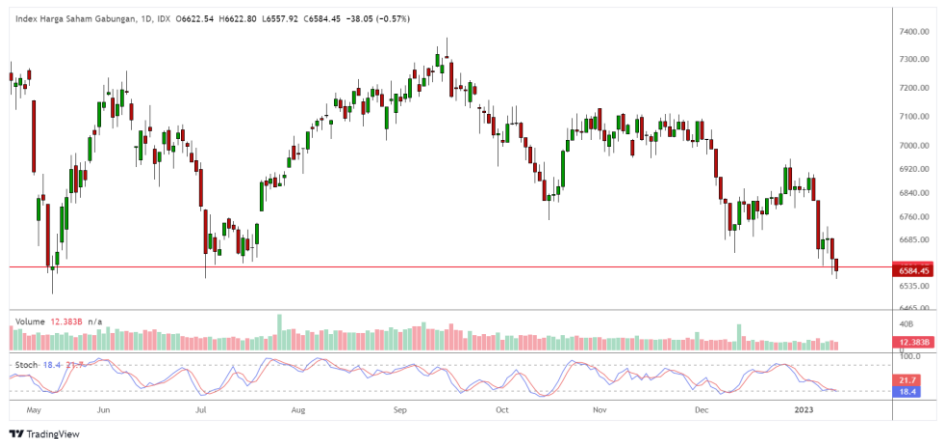 Index Harga Saham Gabungan, 1D, IDX O6622.54 H6622.80 L6557.92 C6584.45 −38.05 (−0.57%)
7400.00
7300.00
7200.00
7100.00
7000.00
6920.00
6840.00
6760.00
6685.00
6584.45
6535.00
6465.00
Volume 12.383B n/a
40B
12.383B
0
Stoch 18.4 21.7
100.0
21.7
18.4
May Jun Jul Aug Sep Oct Nov Dec 2023
TradingView